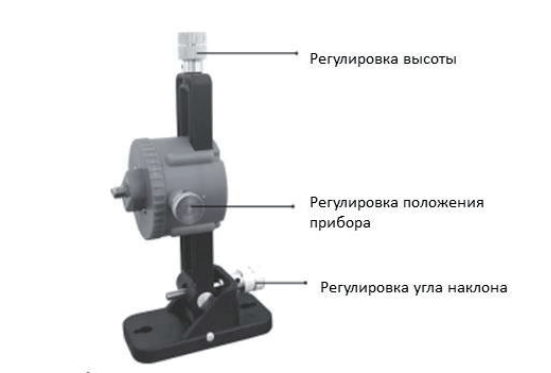 Регулировка высоты
Регулировка положения
прибора
Регулировка угла наклона